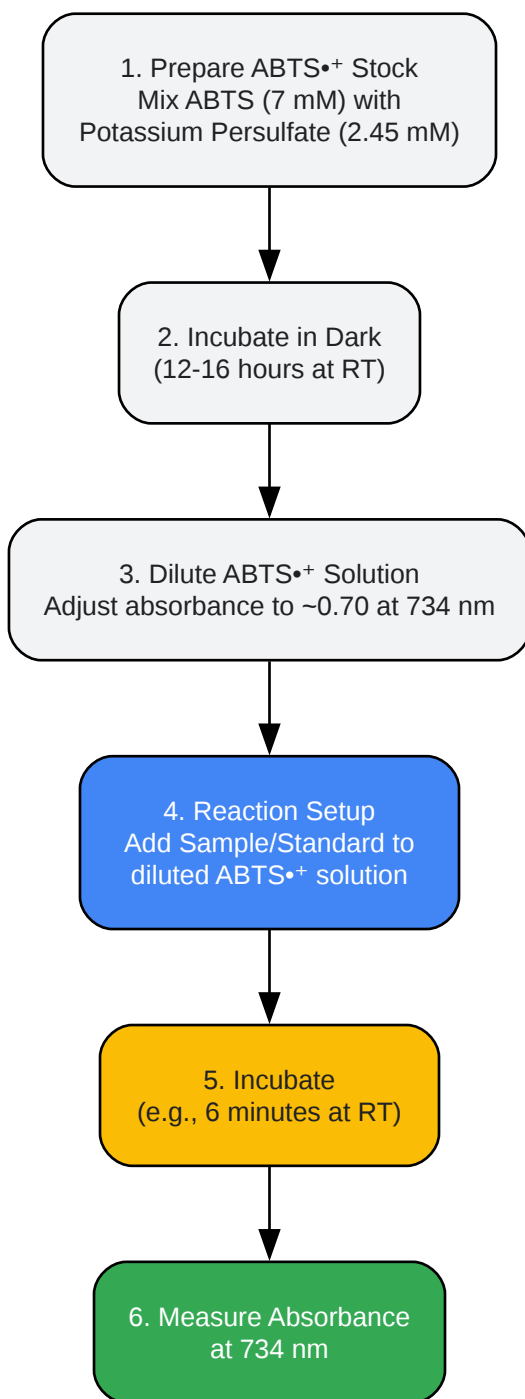 1. Prepare ABTS•⁺ Stock
Mix ABTS (7 mM) with
Potassium Persulfate (2.45 mM)
2. Incubate in Dark
(12-16 hours at RT)
3. Dilute ABTS•⁺ Solution
Adjust absorbance to ~0.70 at 734 nm
4. Reaction Setup
Add Sample/Standard to
diluted ABTS•⁺ solution
5. Incubate
(e.g., 6 minutes at RT)
6. Measure Absorbance
at 734 nm